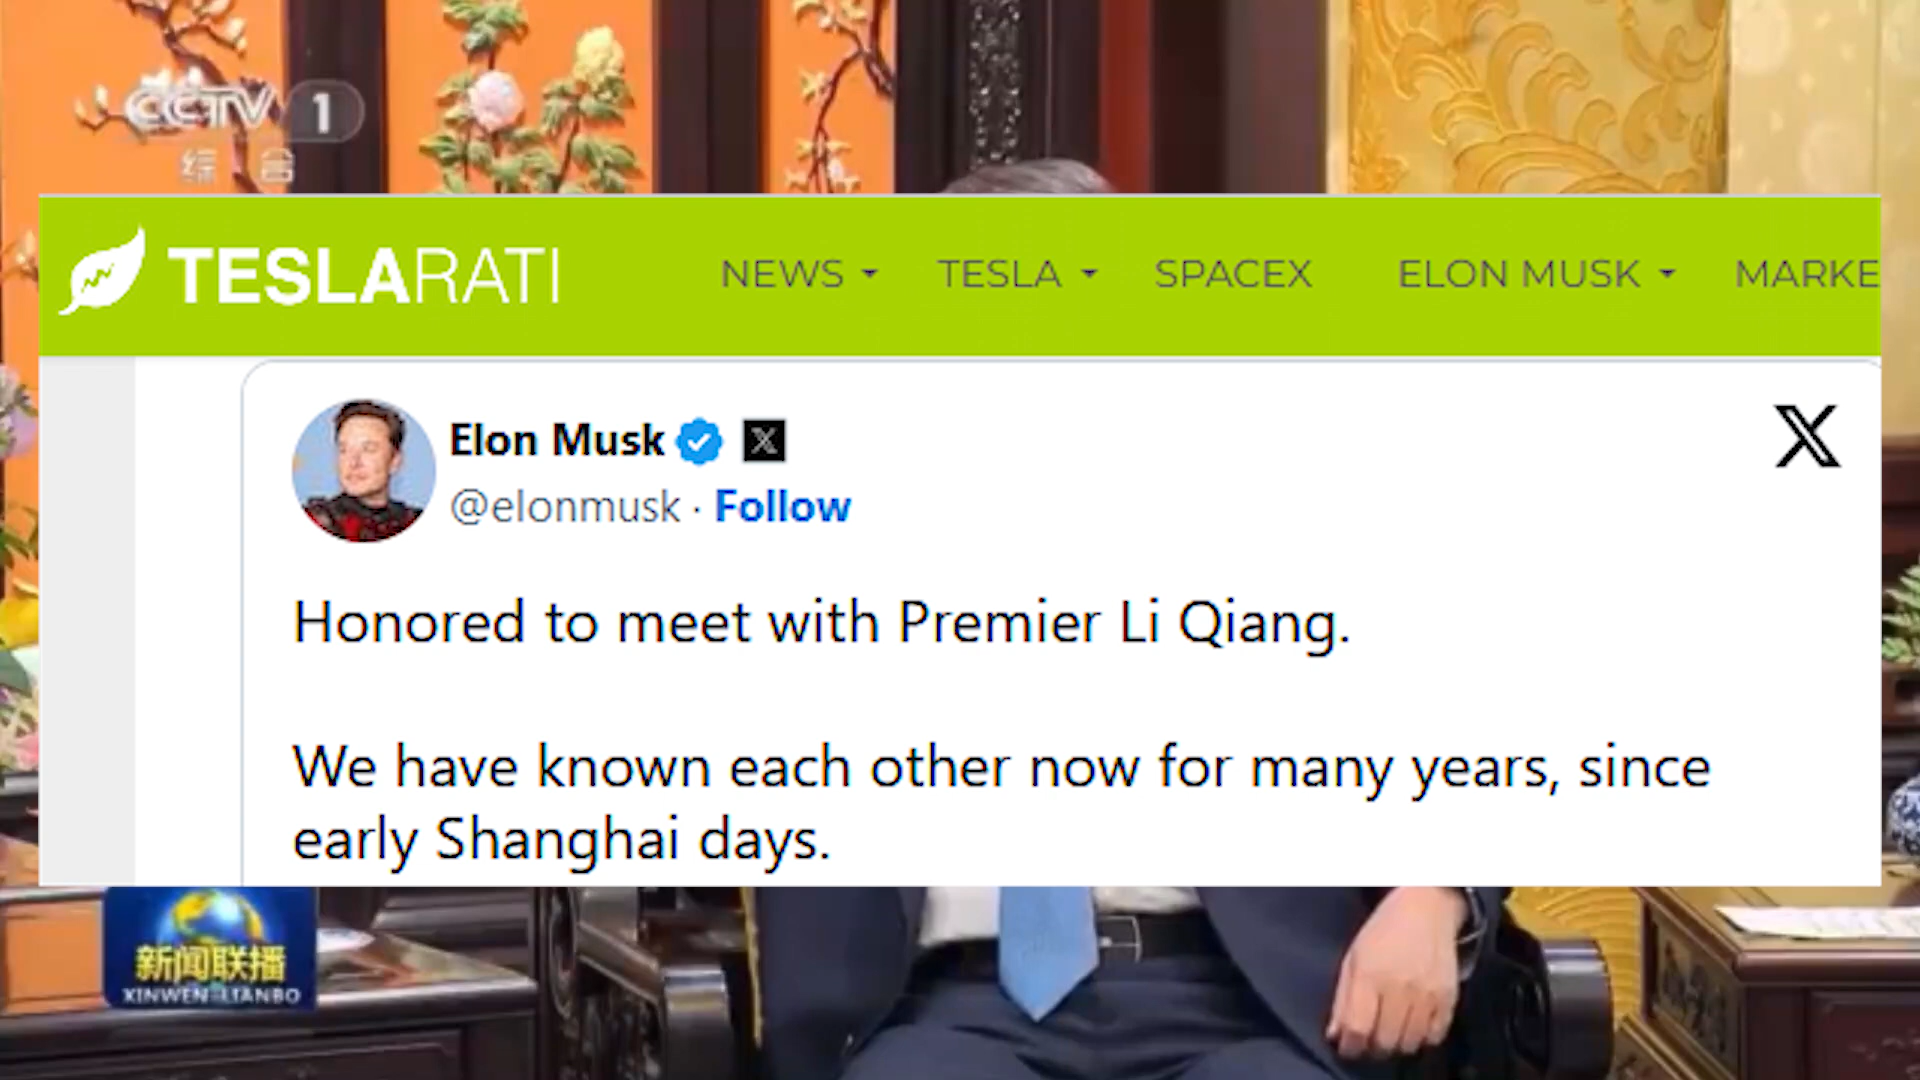 CCTV 1
综合
TESLARATI
NEWS TESLA SPACEX ELON MUSK MARKE
Elon Musk
@elonmusk · Follow
Honored to meet with Premier Li Qiang.
We have known each other now for many years, since
early Shanghai days.
新闻联播
XINWEN LIANBO